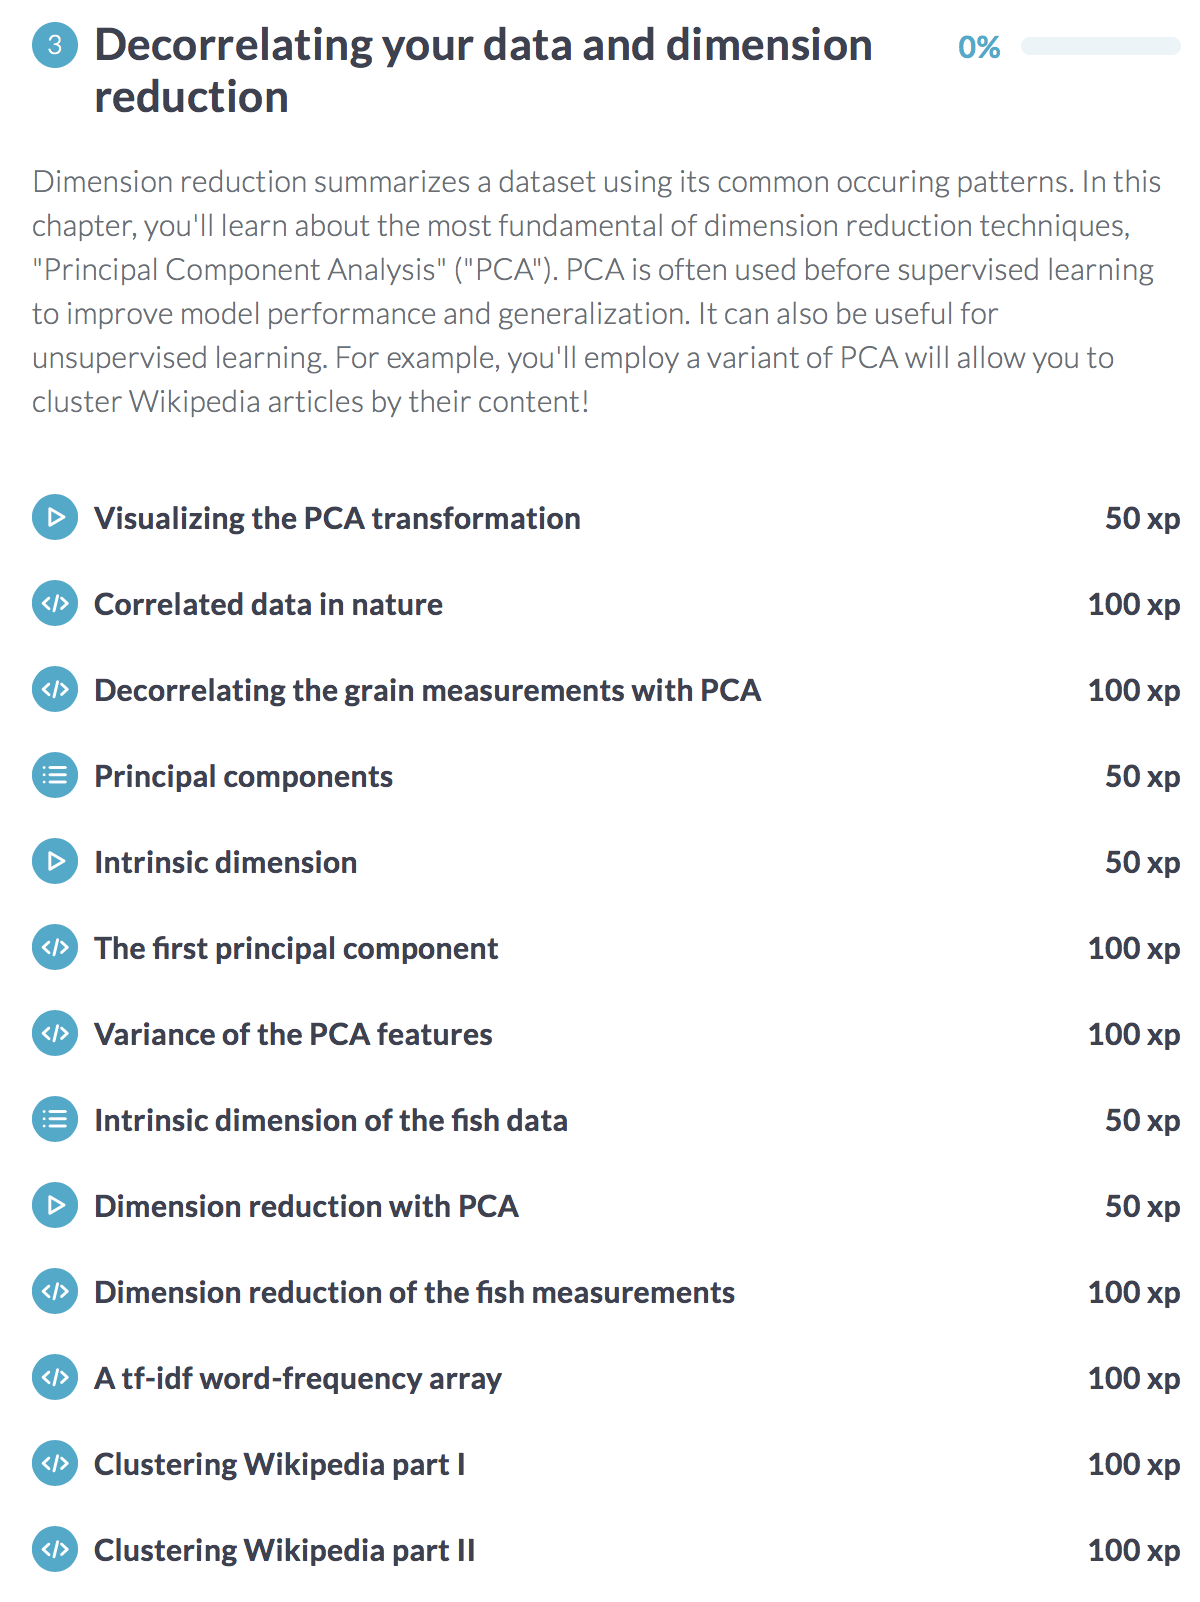 3 Decorrelating your data and dimension 0%
reduction
Dimension reduction summarizes a dataset using its common occuring patterns. In this
chapter, you'll learn about the most fundamental of dimension reduction techniques,
"Principal Component Analysis" ("PCA"). PCA is often used before supervised learning
to improve model performance and generalization. It can also be useful for
unsupervised learning. For example, you'll employ a variant of PCA will allow you to
cluster Wikipedia articles by their content!
Visualizing the PCA transformation 50 xp
</> Correlated data in nature 100 xp
</> Decorrelating the grain measurements with PCA 100 xp
Principal components 50 xp
Intrinsic dimension 50 xp
</> The first principal component 100 xp
</> Variance of the PCA features 100 xp
Intrinsic dimension of the fish data 50 xp
Dimension reduction with PCA 50 xp
</> Dimension reduction of the fish measurements 100 xp
</> A tf-idf word-frequency array 100 xp
</> Clustering Wikipedia part I 100 xp
</> Clustering Wikipedia part II 100 xp